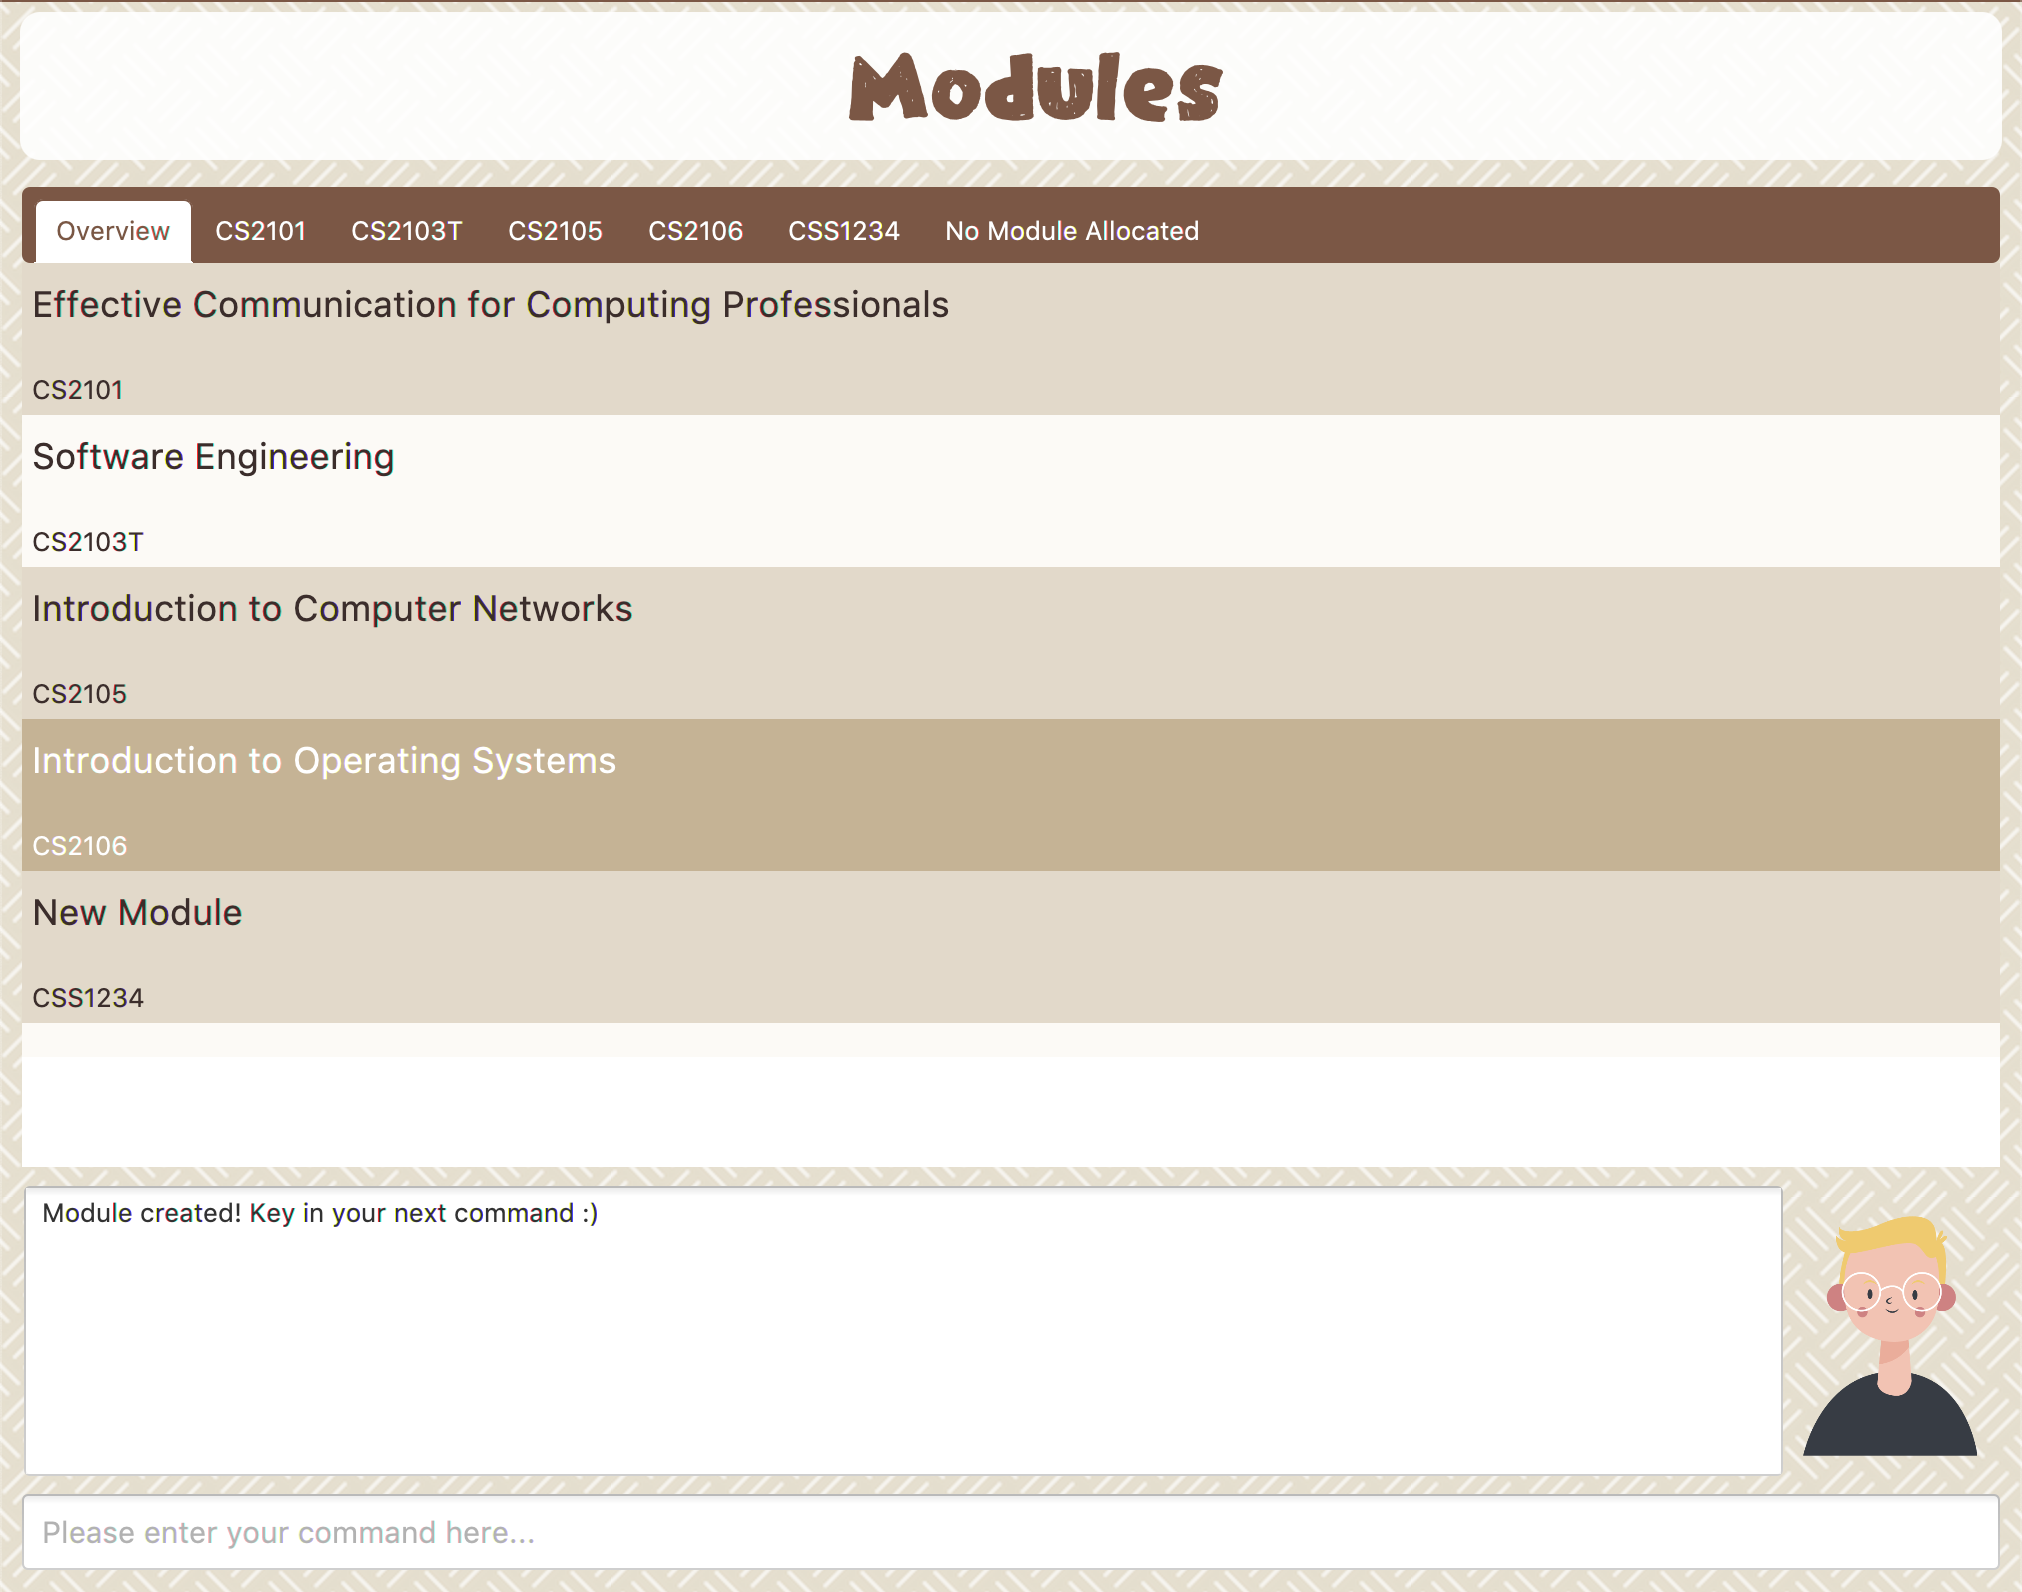 Modules
Overview CS2101 CS2103T CS2105 CS2106 CSS1234 No Module Allocated
Effective Communication for Computing Professionals
CS2101
Software Engineering
CS2103T
Introduction to Computer Networks
CS2105
Introduction to Operating Systems
CS2106
New Module
CSS1234
Module created! Key in your next command :)
Please enter your command here...